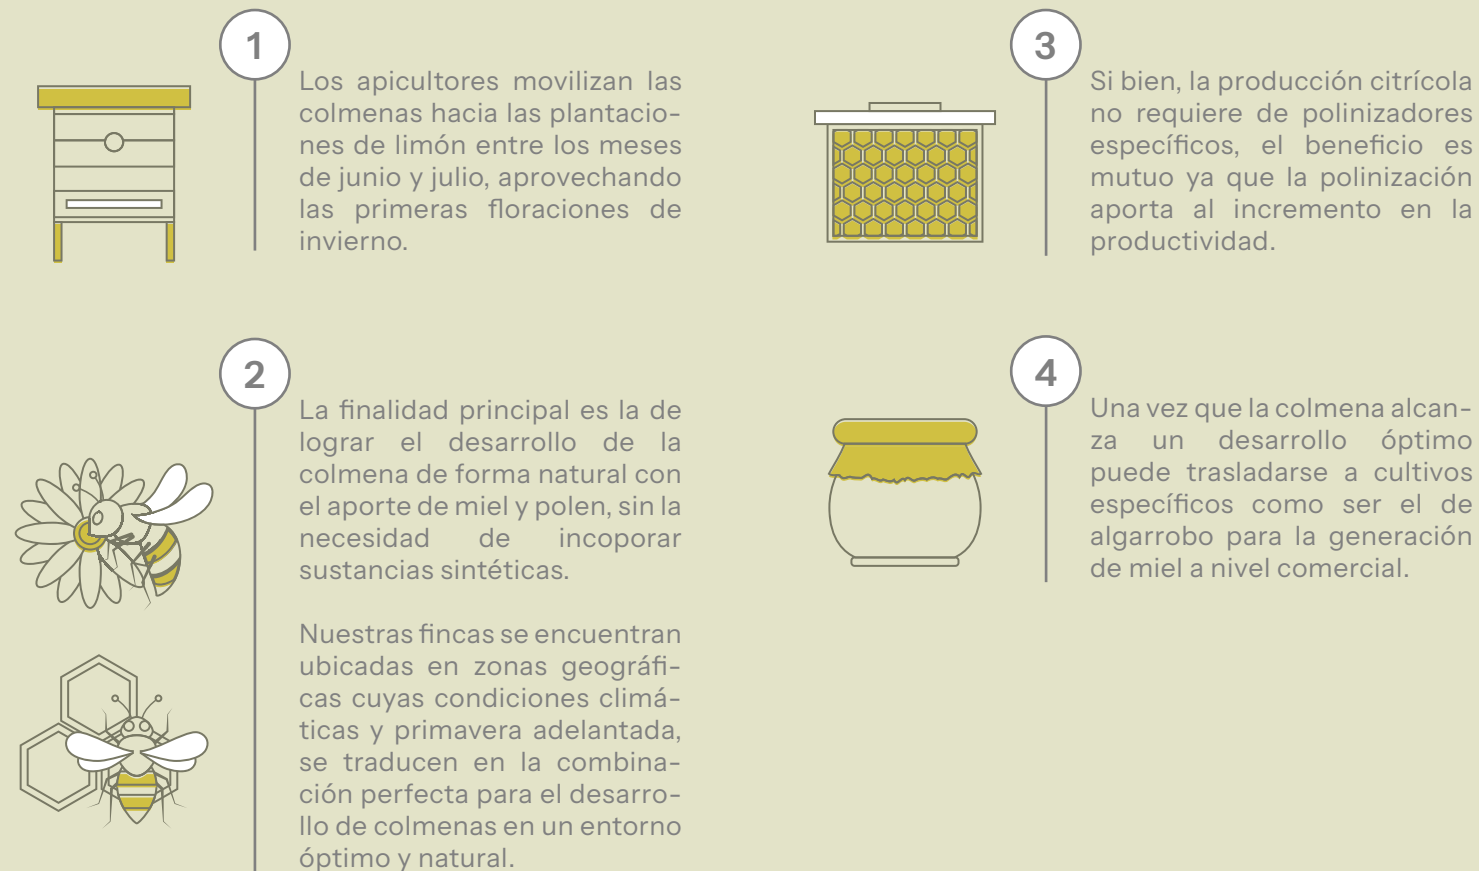 1
Los apicultores movilizan las
colmenas hacia las plantacio-
nes de limón entre los meses
de junio y julio, aprovechando
las primeras floraciones de
invierno.
2
La finalidad principal es la de
lograr el desarrollo de la
colmena de forma natural con
el aporte de miel y polen, sin la
necesidad de incoporar
sustancias sintéticas.
Nuestras fincas se encuentran
ubicadas en zonas geográfi-
cas cuyas condiciones climá-
ticas y primavera adelantada,
se traducen en la combina-
ción perfecta para el desarro-
llo de colmenas en un entorno
óptimo y natural.
3
Si bien, la producción citrícola
no requiere de polinizadores
específicos, el beneficio es
mutuo ya que la polinización
aporta al incremento en la
productividad.
4
Una vez que la colmena alcan-
za un desarrollo óptimo
puede trasladarse a cultivos
específicos como ser el de
algarrobo para la generación
de miel a nivel comercial.